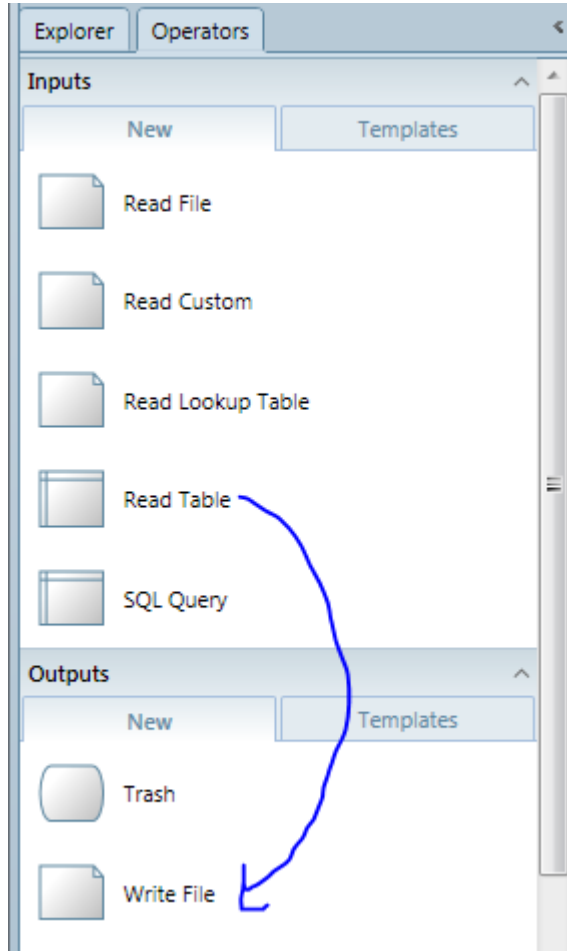 Explorer Operators
Inputs
New Templates
Read File
Read Custom
Read Lookup Table
Read Table
SQL Query
Outputs
New Templates
Trash
Write File